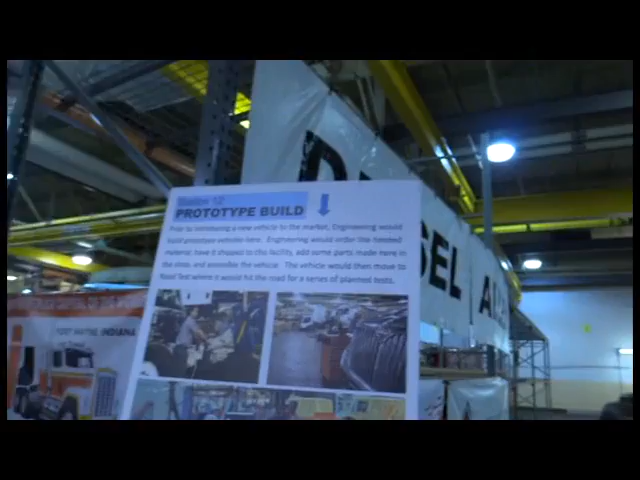 Station 12
PROTOTYPE BUILD
Prior to introducing a new vehicle to the market, Engineering would
build prototype vehicles here. Engineering would order the needed
material, have it shipped to this facility, add some parts made here in
the shop, and assemble the vehicle. The vehicle would then move to
Road Test where it would hit the road for a series of planned tests.
FORT WAYNE, INDIANA